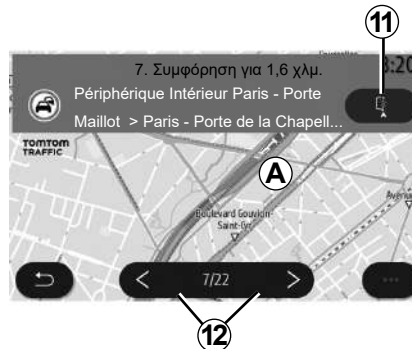 11
7. Συμφόρηση για 1,6 χλμ.
:20
Périphérique Intérieur Paris - Porte
Maillot > Paris - Porte de la Chapell...
TOMTOM
TRAFFIC
A
Boulevard Gouvion-
Saint-Cyr
7/22
12